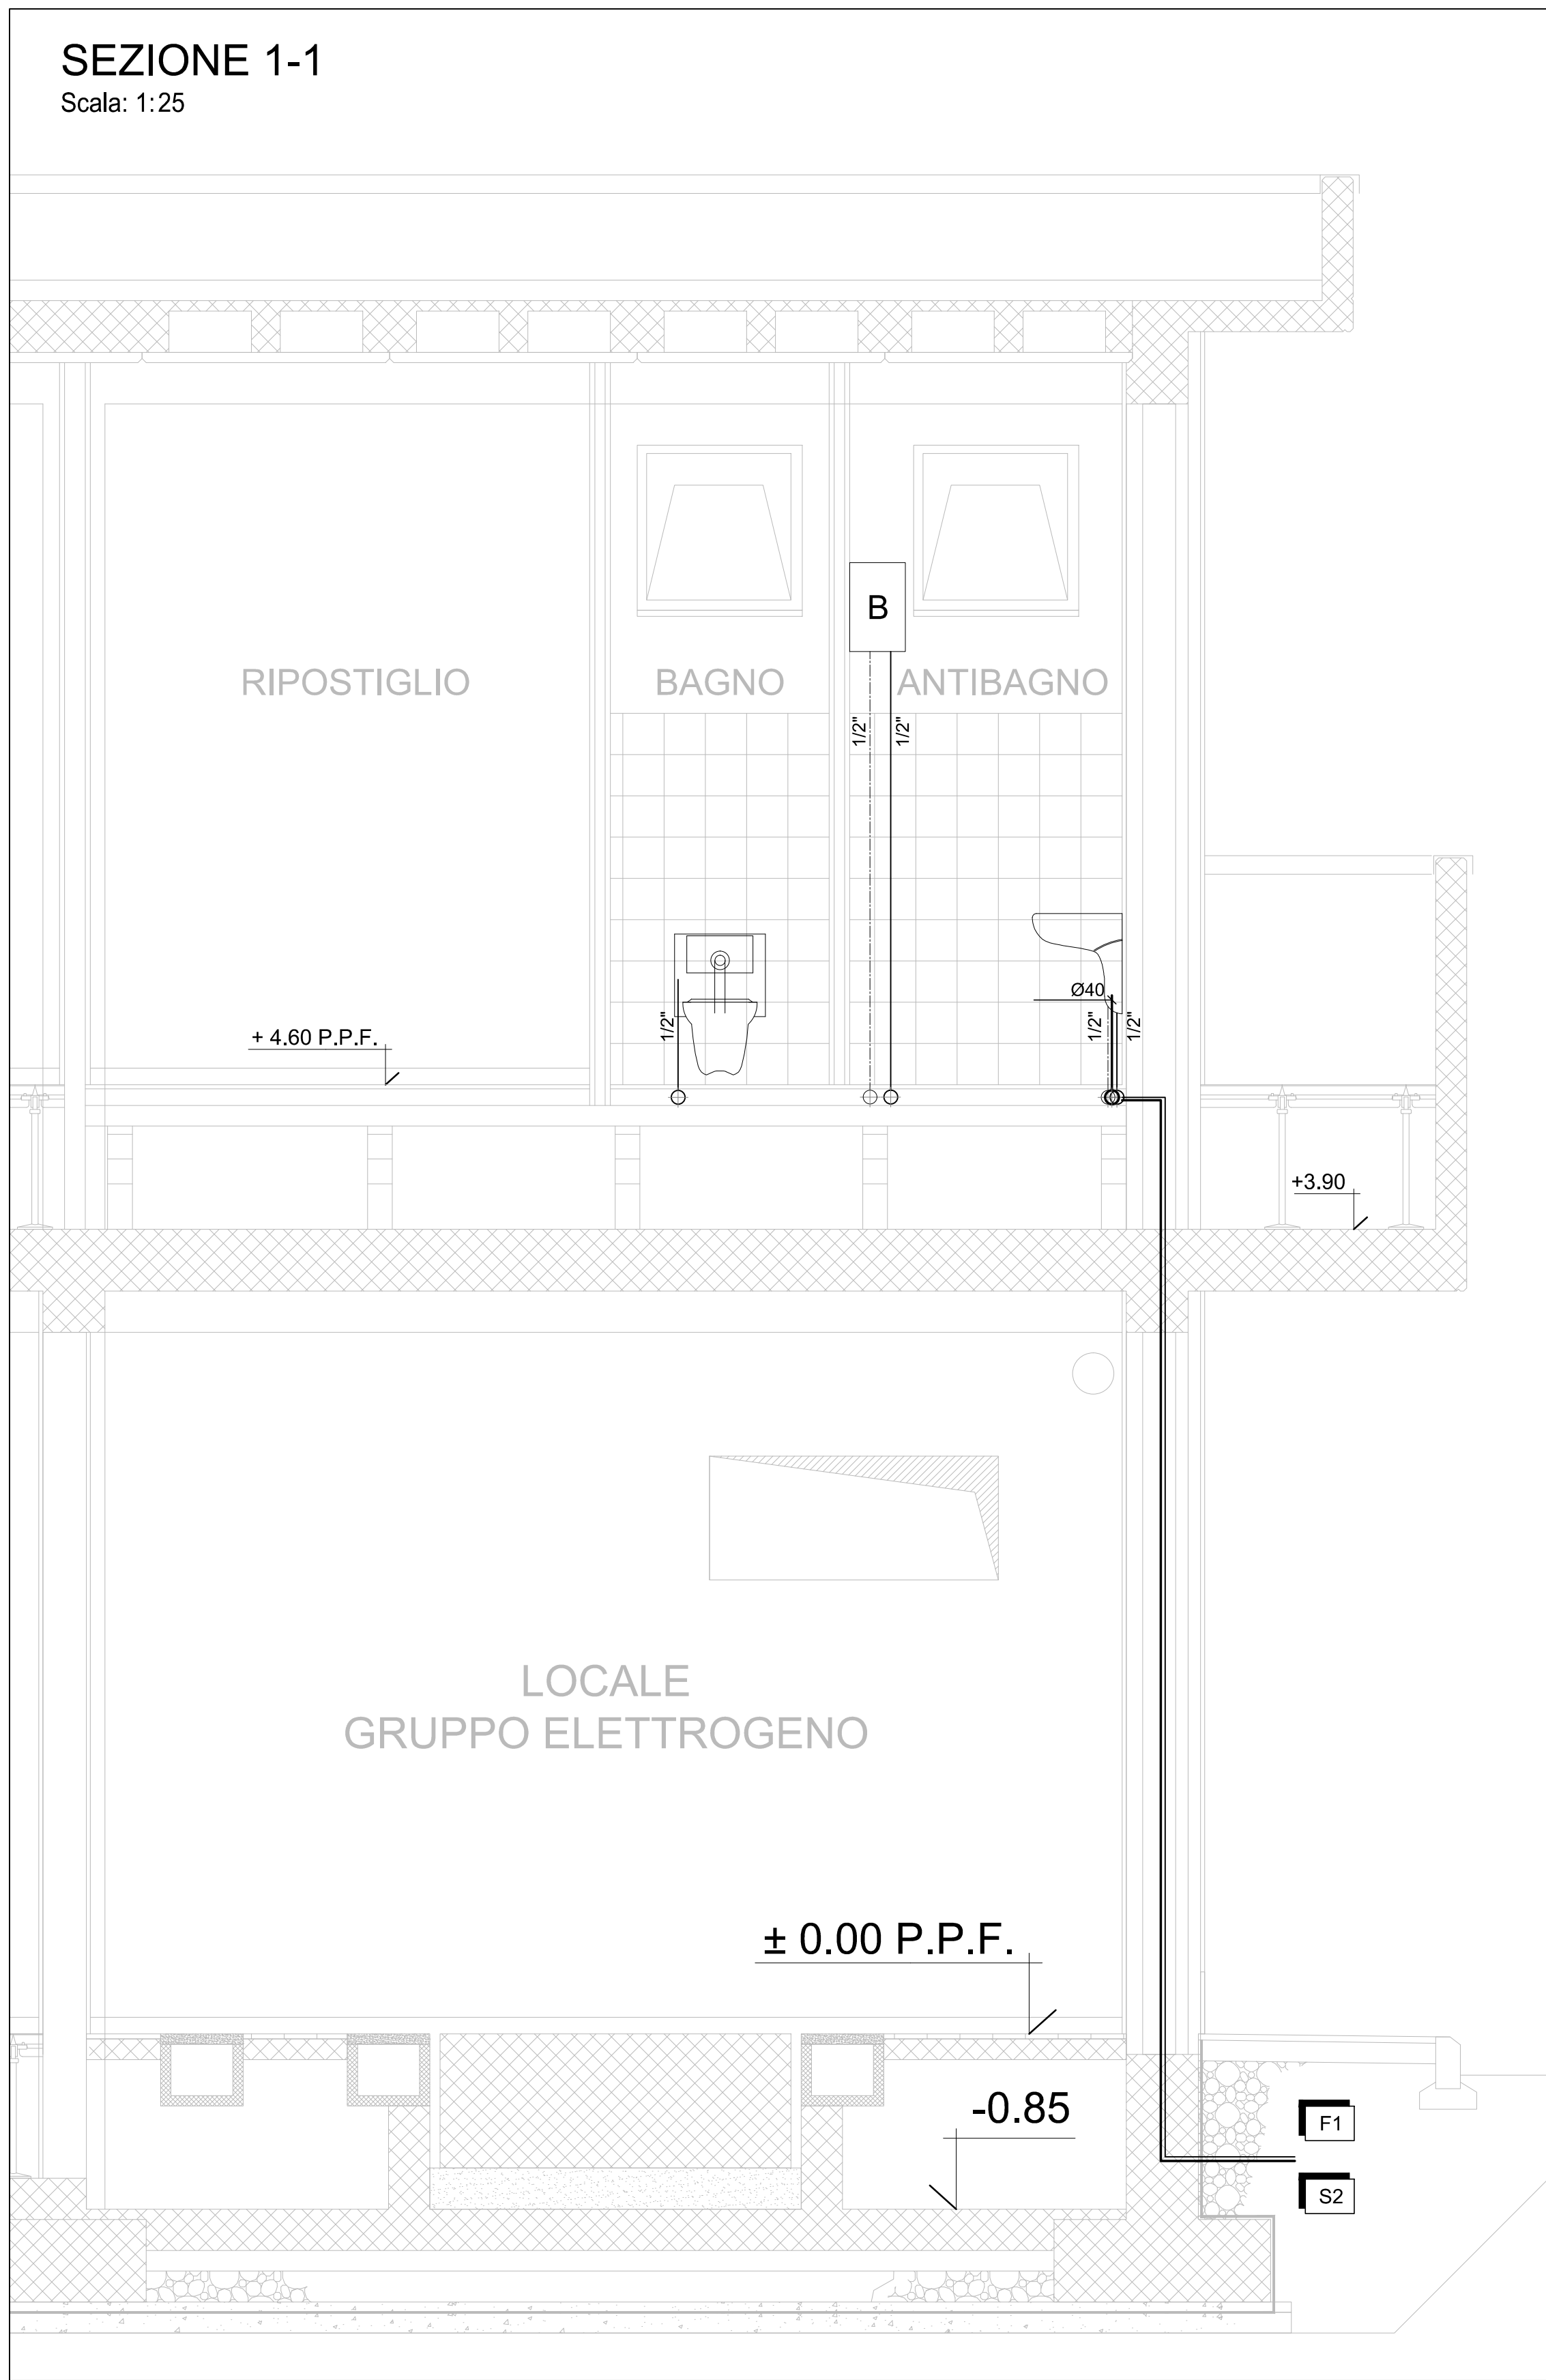 SEZIONE 1-1
Scala: 1:25
B
RIPOSTIGLIO
BAGNO
ANTIBAGNO
1/2"
1/2"
Ø40
1/2"
1/2"
1/2"
+ 4.60 P.P.F.
+3.90
LOCALE
GRUPPO ELETTROGENO
± 0.00 P.P.F.
-0.85
F1
S2